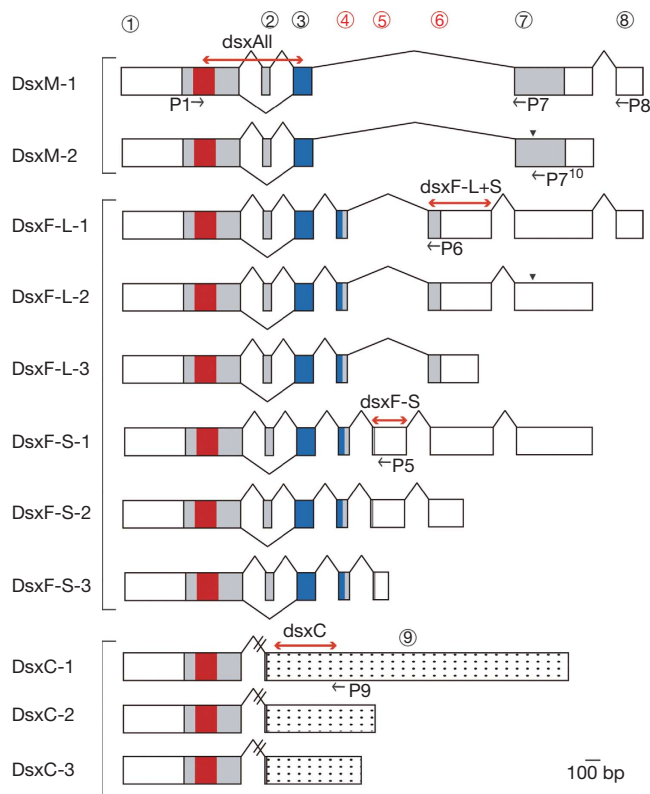 ① ② ③ ④ ⑤ ⑥ ⑦ ⑧
dsxAll
DsxM-1
P1→ ←P7 ←P8
DsxM-2
←P7¹⁰
dsxF-L+S
DsxF-L-1
←P6
DsxF-L-2
DsxF-L-3
dsxF-S
DsxF-S-1
←P5
DsxF-S-2
DsxF-S-3
dsxC ⑨
DsxC-1
←P9
DsxC-2
DsxC-3
100 bp